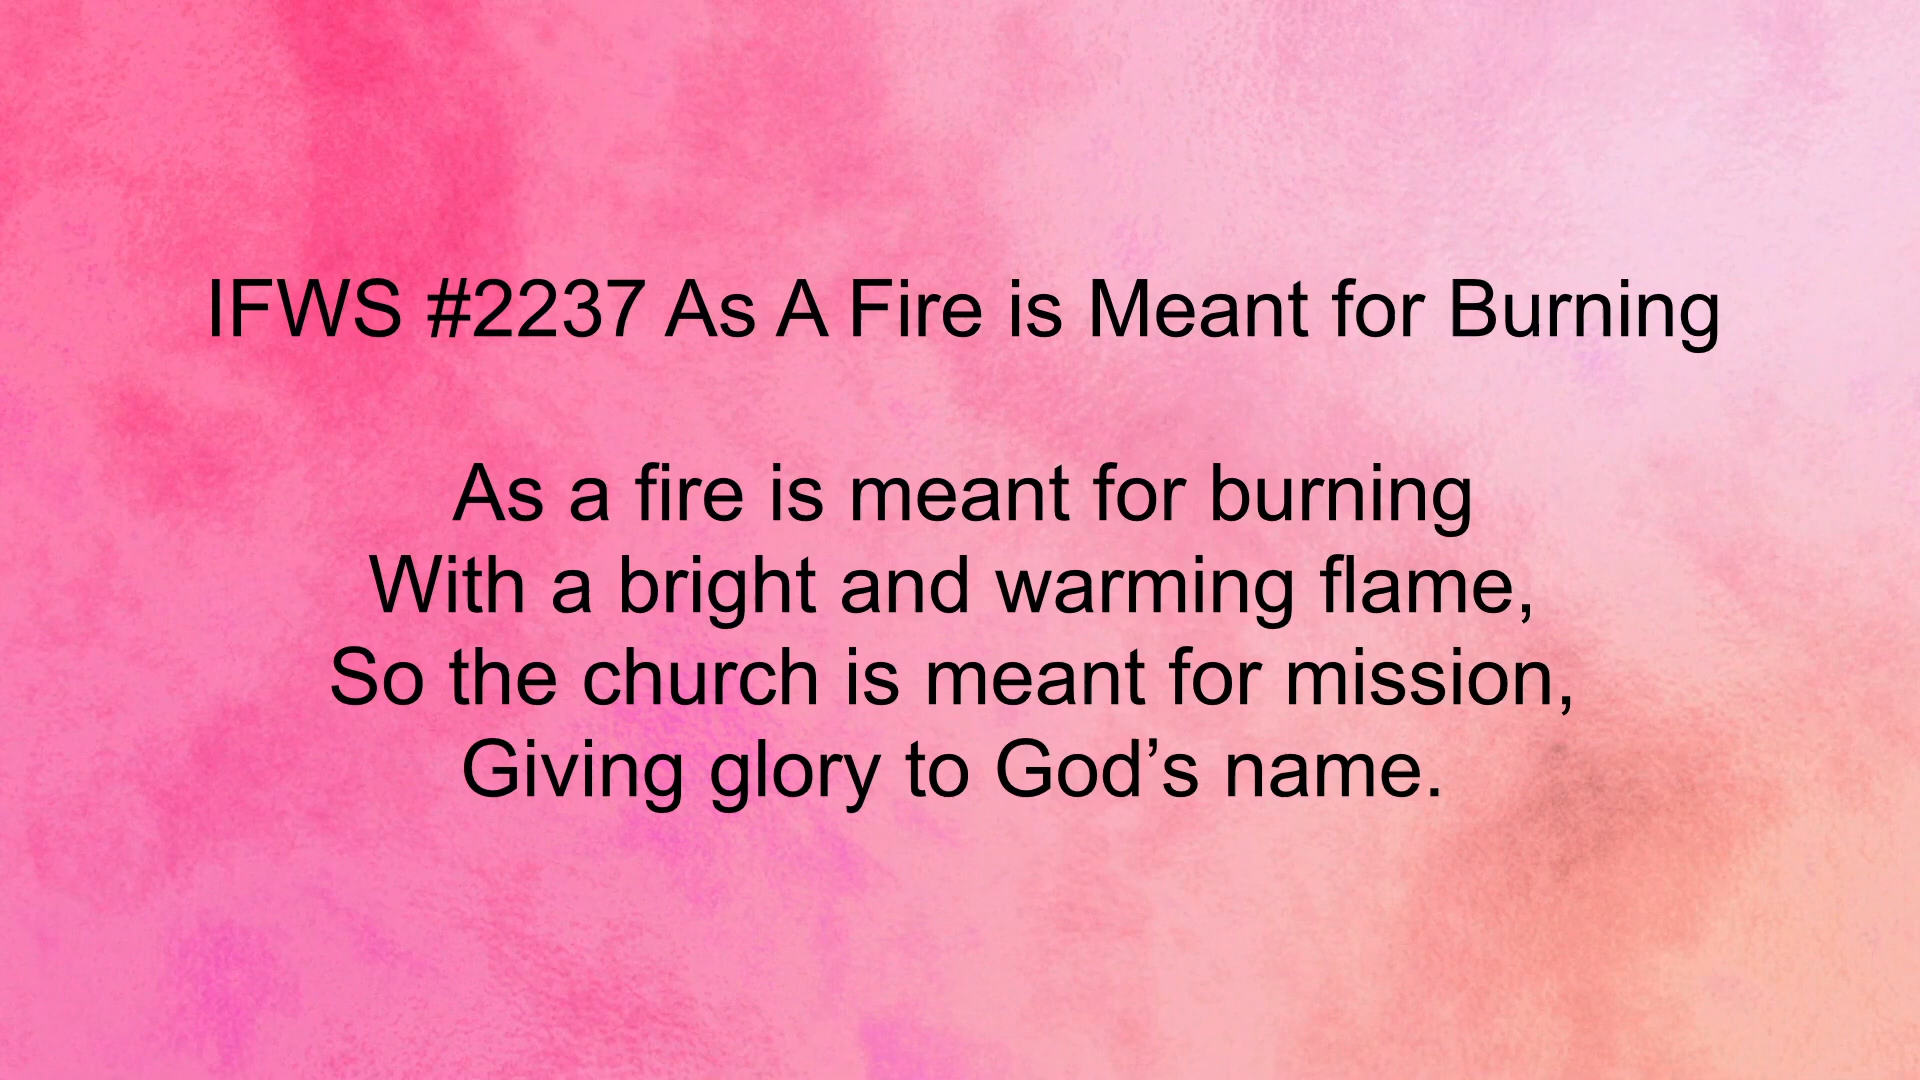 IFWS #2237 As A Fire is Meant for Burning
As a fire is meant for burning
With a bright and warming flame,
So the church is meant for mission,
Giving glory to God’s name.